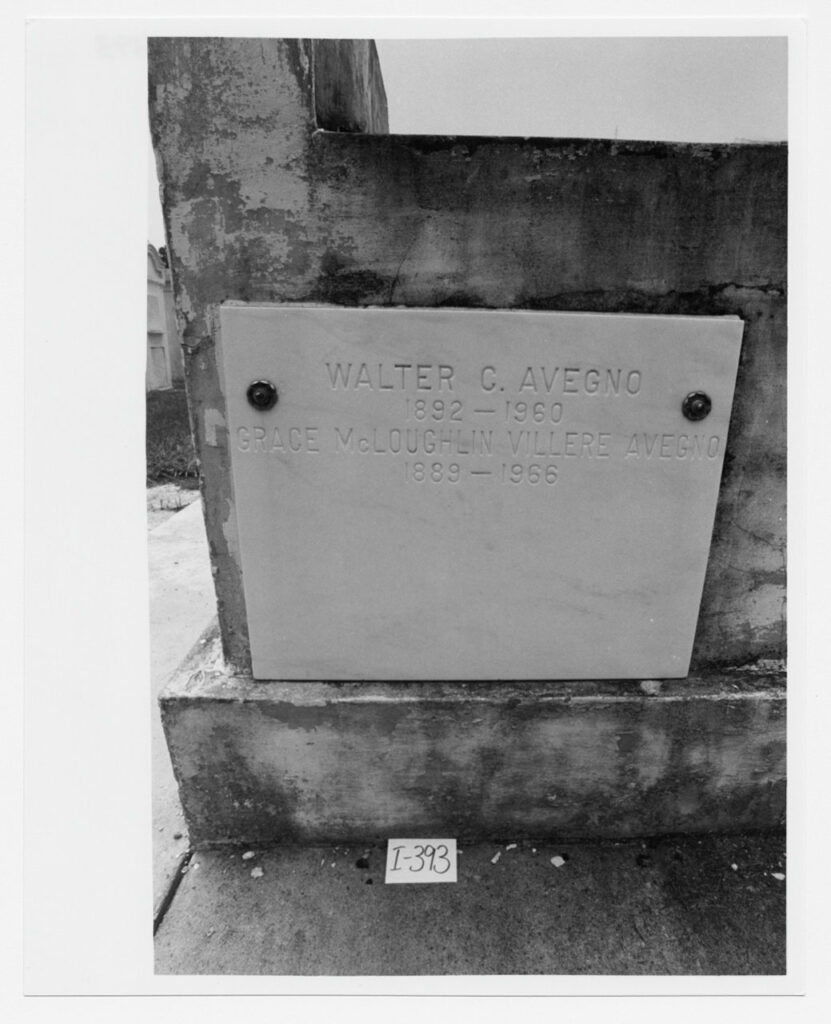 WALTER C. AVEGNO
1892 — 1960
GRACE McLOUGHLIN VILLERE AVEGNO
1889 — 1966
I-393